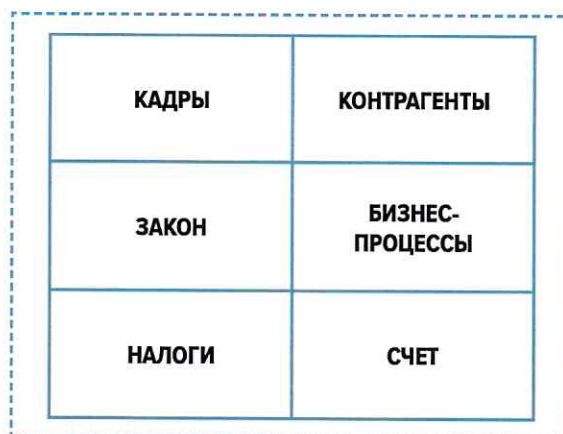 КАДРЫ
КОНТРАГЕНТЫ
ЗАКОН
БИЗНЕС-
ПРОЦЕССЫ
НАЛОГИ
СЧЕТ